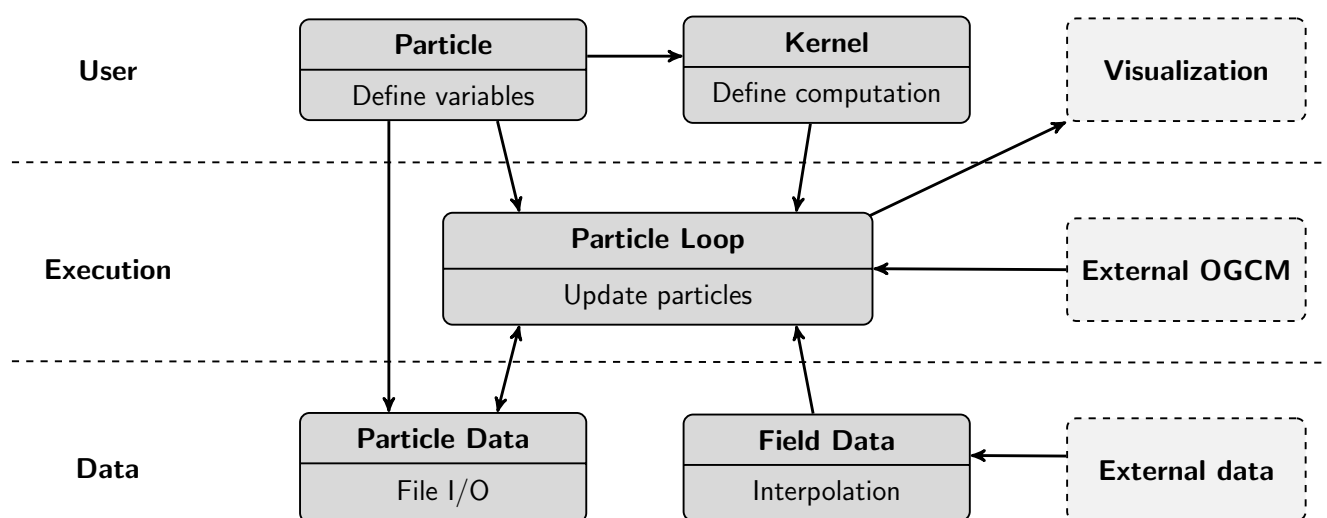 User
Particle
Define variables
Kernel
Define computation
Visualization
Execution
Particle Loop
Update particles
External OGCM
Data
Particle Data
File I/O
Field Data
Interpolation
External data